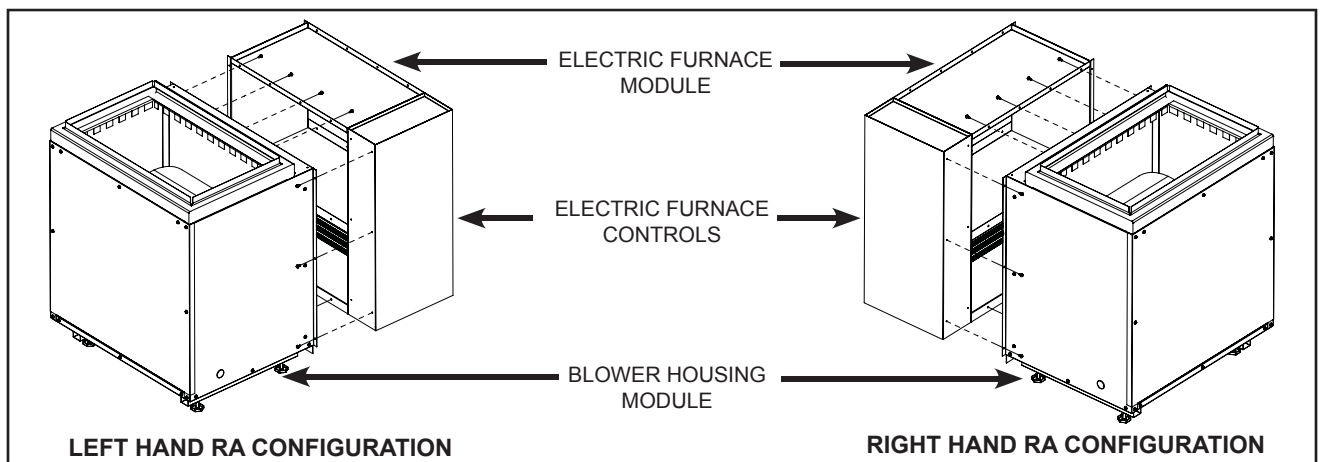 ELECTRIC FURNACE
MODULE
ELECTRIC FURNACE
CONTROLS
BLOWER HOUSING
MODULE
LEFT HAND RA CONFIGURATION
RIGHT HAND RA CONFIGURATION